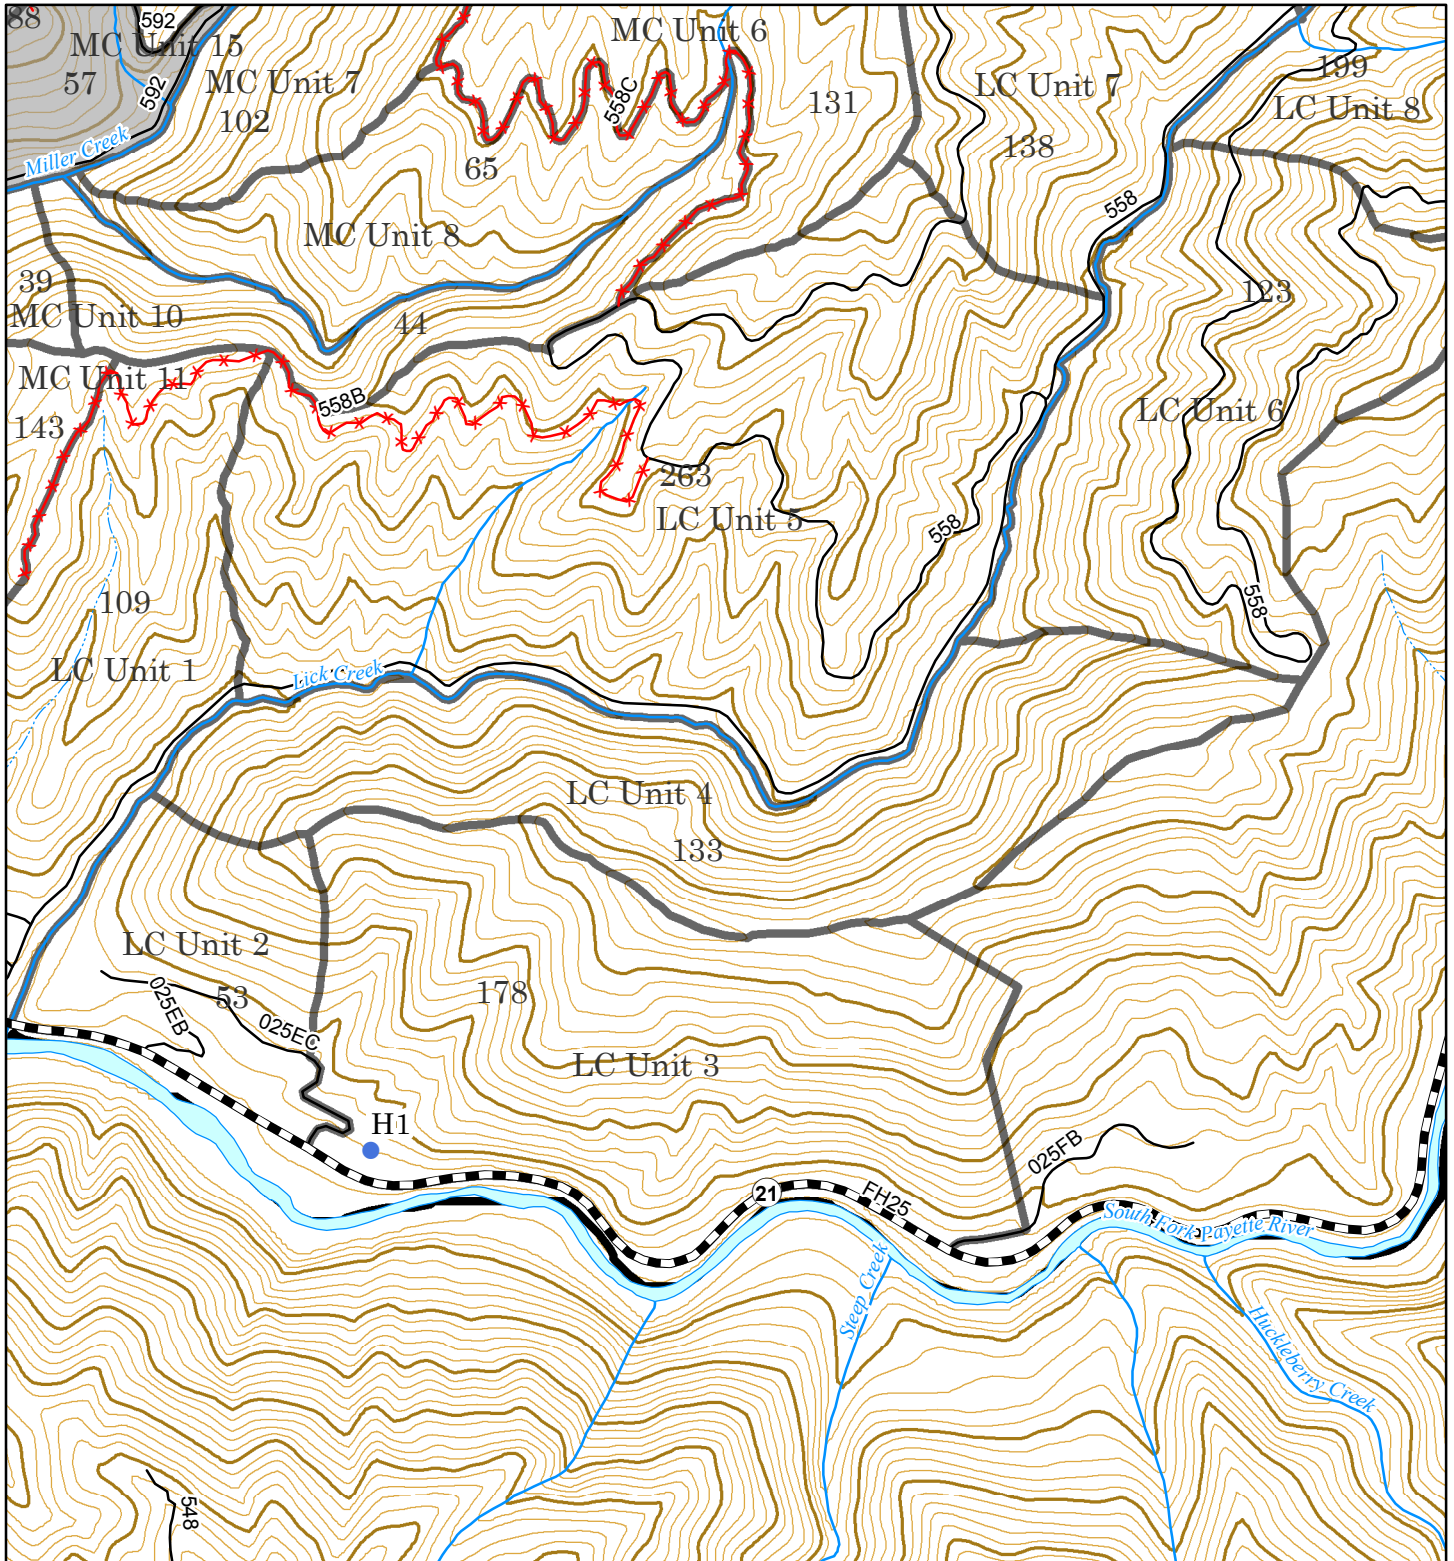 88
592
MC Unit 15
57
592
MC Unit 7
102
MC Unit 6
558C
131
LC Unit 7
138
199
LC Unit 8
Miller Creek
65
MC Unit 8
558
39
MC Unit 10
44
123
MC Unit 11
143
558B
LC Unit 6
263
LC Unit 5
558
558
109
LC Unit 1
Lick Creek
LC Unit 4
133
LC Unit 2
53
025EB
025EC
178
LC Unit 3
H1
025FB
21
FH25
South Fork Payette River
Steep Creek
Huckleberry Creek
548